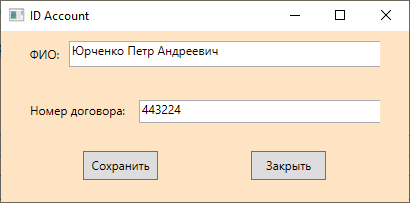 ID Account
ФИО: Юрченко Петр Андреевич
Номер договора: 443224
Сохранить Закрыть